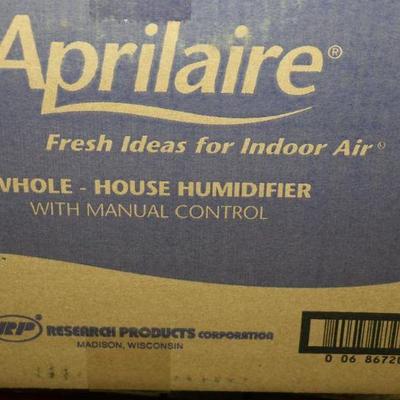 Aprilaire®
Fresh Ideas for Indoor Air®
WHOLE - HOUSE HUMIDIFIER
WITH MANUAL CONTROL
RP RESEARCH PRODUCTS CORPORATION
MADISON, WISCONSIN
0 06 8672